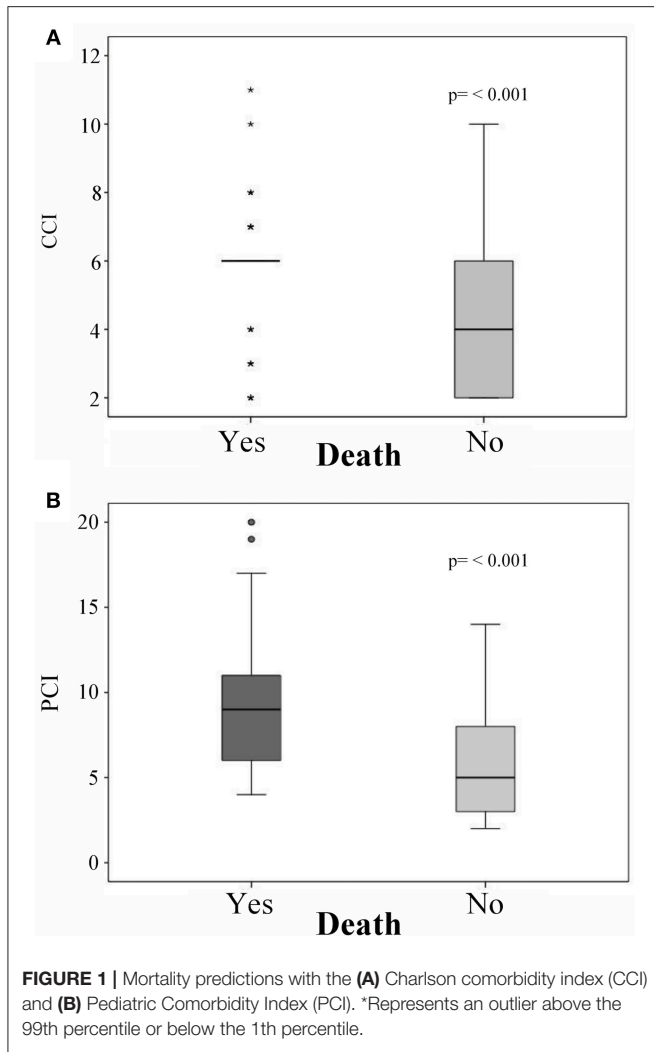 A
12
10
8
6
4
2
CCI
p= < 0.001
Yes
No
Death
B
20
15
10
5
0
PCI
p= < 0.001
Yes
No
Death
FIGURE 1 | Mortality predictions with the (A) Charlson comorbidity index (CCI)
and (B) Pediatric Comorbidity Index (PCI). *Represents an outlier above the
99th percentile or below the 1th percentile.